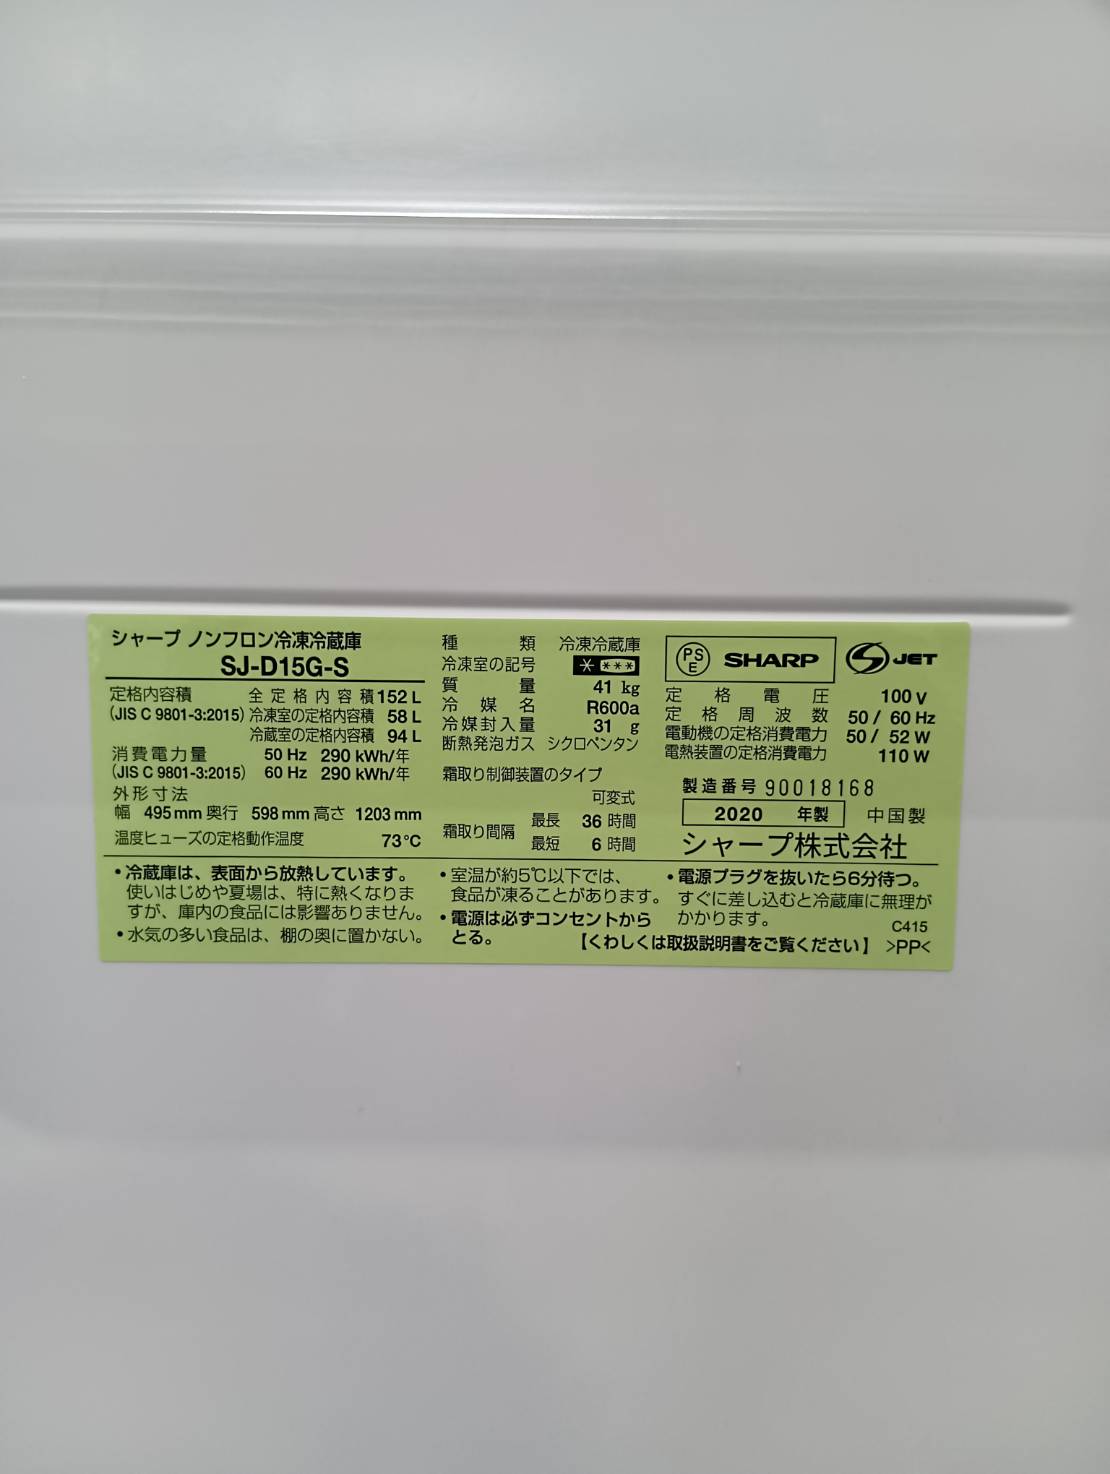 シャープ ノンフロン冷凍冷蔵庫
SJ-D15G-S
定格内容積 全定格内容積 152 L
(JIS C 9801-3:2015) 冷凍室の定格内容積 58 L
冷蔵室の定格内容積 94 L
消費電力量 50 Hz 290 kWh/年
(JIS C 9801-3:2015) 60 Hz 290 kWh/年
外形寸法
幅 495 mm 奥行 598 mm 高さ 1203 mm
温度ヒューズの定格動作温度 73℃
種類 冷凍冷蔵庫
冷凍室の記号 * ***
質量 41 kg
冷媒名 R600a
冷媒封入量 31 g
断熱発泡ガス シクロペンタン
霜取り制御装置のタイプ
可変式
霜取り間隔 最長 36 時間
最短 6 時間
PSE SHARP
S JET
定格電圧 100 V
定格周波数 50 / 60 Hz
電動機の定格消費電力 50 / 52 W
電熱装置の定格消費電力 110 W
製造番号 90018168
2020 年製 中国製
シャープ株式会社
・冷蔵庫は、表面から放熱しています。
使いはじめや夏場は、特に熱くなりま
すが、庫内の食品には影響ありません。
・水気の多い食品は、棚の奥に置かない。
・室温が約5℃以下では、
食品が凍ることがあります。
・電源は必ずコンセントから
とる。
・電源プラグを抜いたら6分待つ。
すぐに差し込むと冷蔵庫に無理が
かかります。
C415
【くわしくは取扱説明書をご覧ください】 >PP<